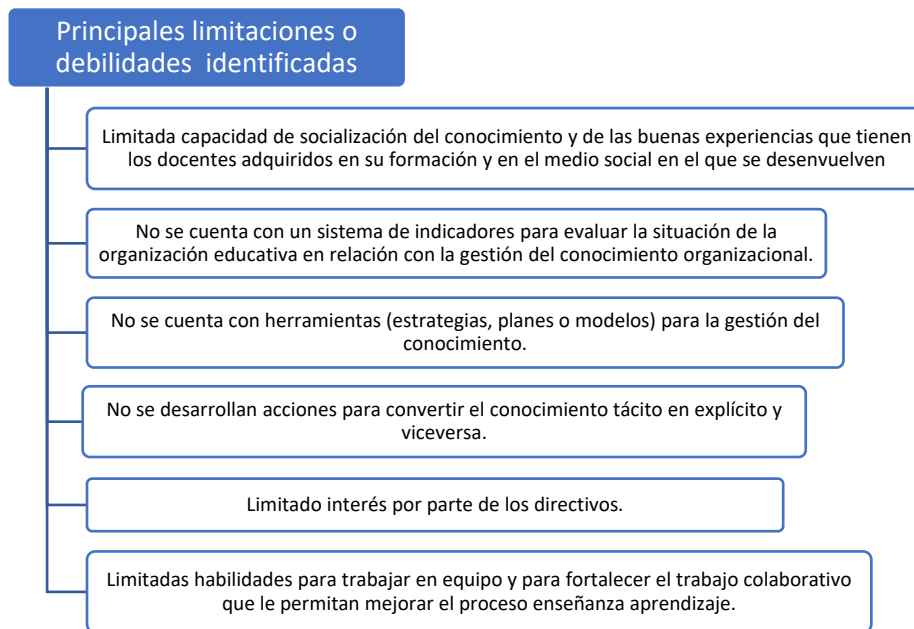 Principales limitaciones o
debilidades identificadas
Limitada capacidad de socialización del conocimiento y de las buenas experiencias que tienen
los docentes adquiridos en su formación y en el medio social en el que se desenvuelven
No se cuenta con un sistema de indicadores para evaluar la situación de la
organización educativa en relación con la gestión del conocimiento organizacional.
No se cuenta con herramientas (estrategias, planes o modelos) para la gestión del
conocimiento.
No se desarrollan acciones para convertir el conocimiento tácito en explícito y
viceversa.
Limitado interés por parte de los directivos.
Limitadas habilidades para trabajar en equipo y para fortalecer el trabajo colaborativo
que le permitan mejorar el proceso enseñanza aprendizaje.